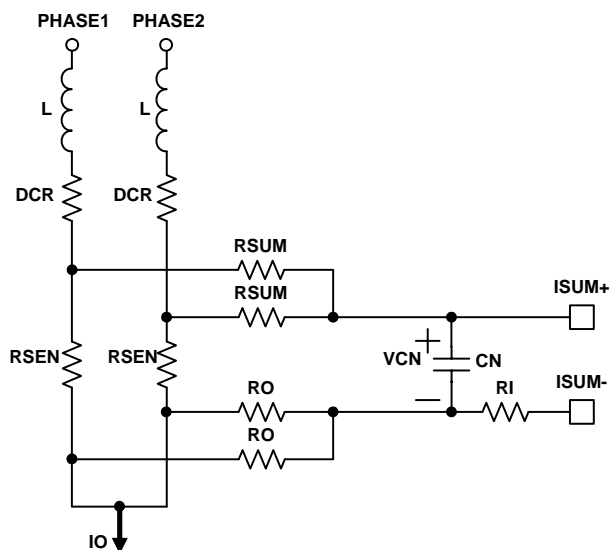 PHASE1 PHASE2
L L
DCR DCR
RSUM
RSUM
ISUM+
RSEN RSEN
+
VCN CN
ISUM-
RO
RI
RO
IO